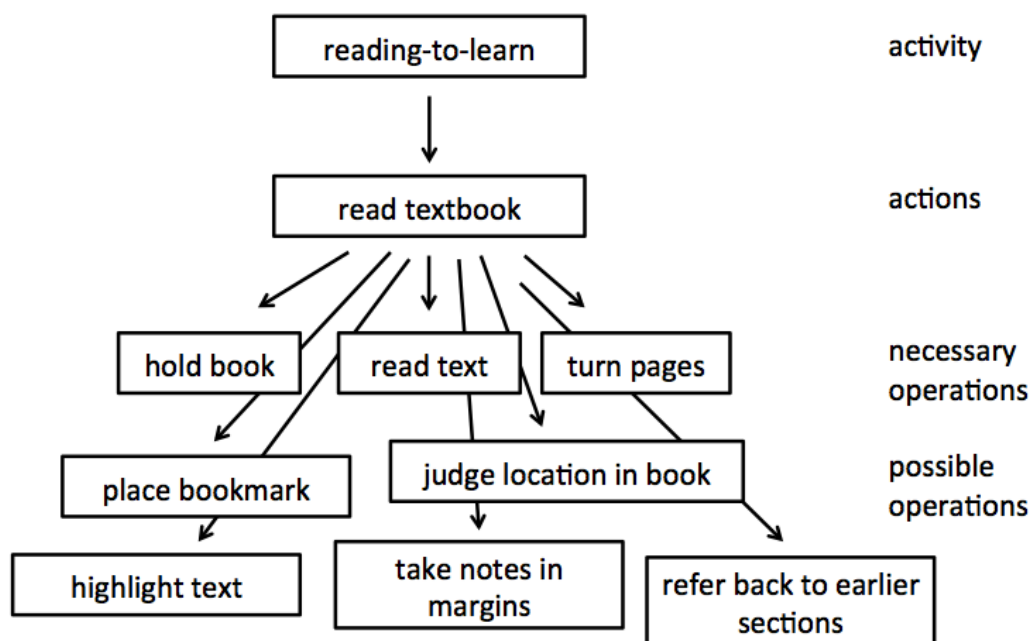 reading-to-learn
activity
read textbook
actions
hold book
read text
turn pages
necessary
operations
place bookmark
judge location in book
possible
operations
highlight text
take notes in
margins
refer back to earlier
sections